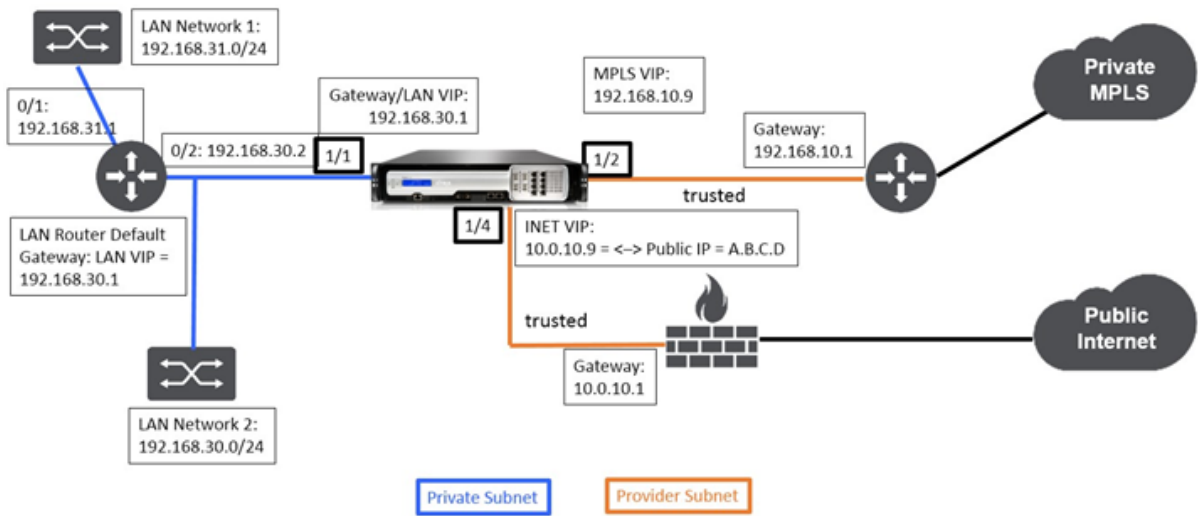 LAN Network 1:
192.168.31.0/24
0/1:
192.168.31.1
Gateway/LAN VIP:
192.168.30.1
MPLS VIP:
192.168.10.9
Private
MPLS
Gateway:
192.168.10.1
0/2: 192.168.30.2
1/1
1/2
trusted
1/4
INET VIP:
10.0.10.9 = <–> Public IP = A.B.C.D
LAN Router Default
Gateway: LAN VIP =
192.168.30.1
trusted
Public
Internet
Gateway:
10.0.10.1
LAN Network 2:
192.168.30.0/24
Private Subnet
Provider Subnet